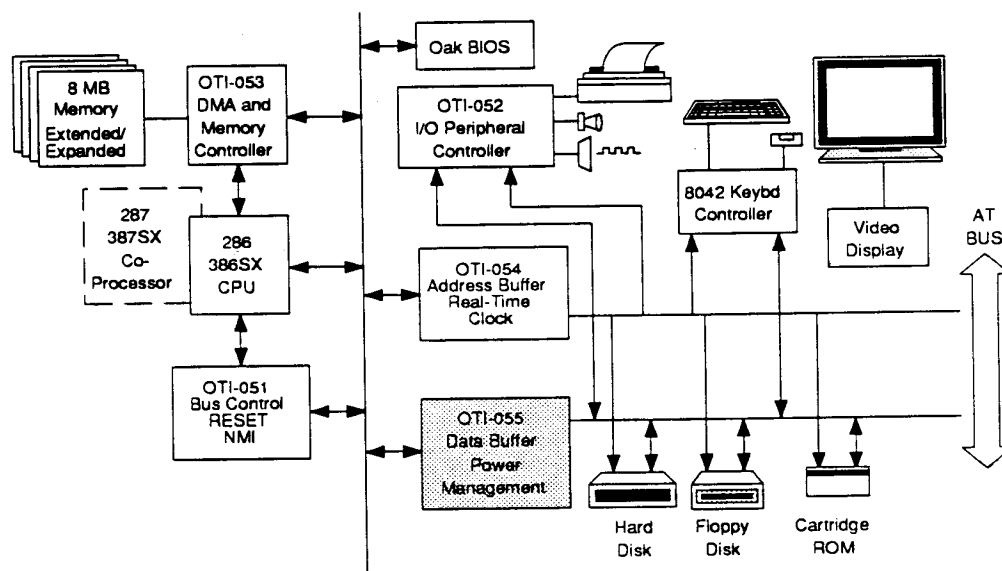 8 MB
Memory
Extended/
Expanded
OTI-053
DMA and
Memory
Controller
287
387SX
Co-
Processor
286
386SX
CPU
OTI-051
Bus Control
RESET
NMI
Oak BIOS
OTI-052
I/O Peripheral
Controller
8042 Keybd
Controller
Video
Display
AT
BUS
OTI-054
Address Buffer
Real-Time
Clock
OTI-055
Data Buffer
Power
Management
Hard
Disk
Floppy
Disk
Cartridge
ROM